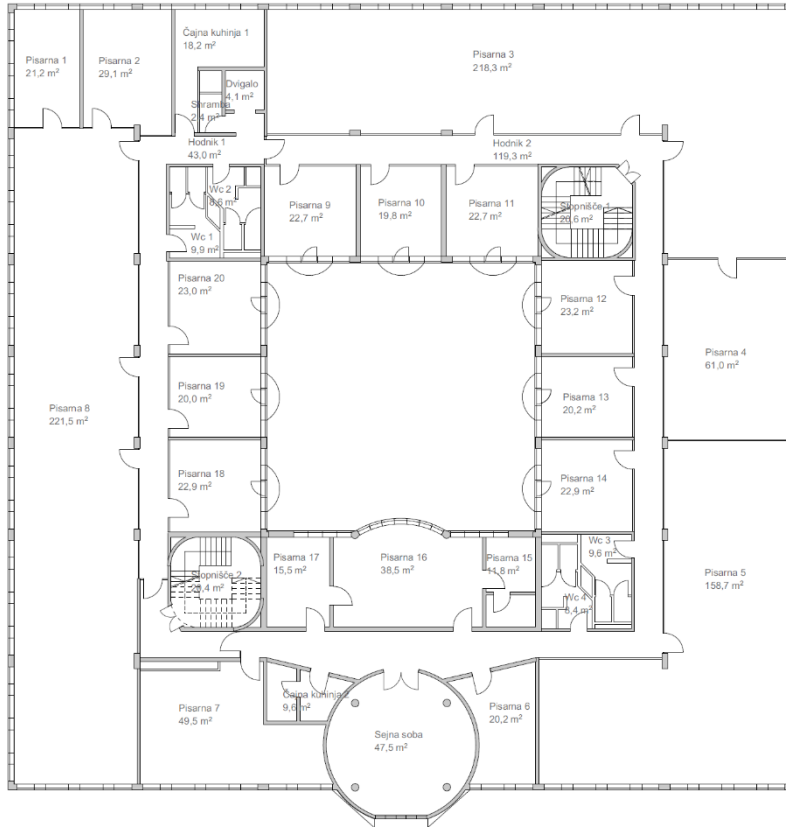 Pisarna 1
21,2 m²
Pisarna 2
29,1 m²
Čajna kuhinja 1
18,2 m²
Pisarna 3
218,3 m²
Dvigalo
4,1 m²
Shramba
2,4 m²
Hodnik 1
43,0 m²
Hodnik 2
119,3 m²
Wc 2
8,6 m²
Wc 1
9,9 m²
Pisarna 9
22,7 m²
Pisarna 10
19,8 m²
Pisarna 11
22,7 m²
Stopnišče 1
20,6 m²
Pisarna 20
23,0 m²
Pisarna 12
23,2 m²
Pisarna 4
61,0 m²
Pisarna 19
20,0 m²
Pisarna 13
20,2 m²
Pisarna 8
221,5 m²
Pisarna 18
22,9 m²
Pisarna 14
22,9 m²
Stopnišče 2
20,4 m²
Pisarna 17
15,5 m²
Pisarna 16
38,5 m²
Pisarna 15
11,8 m²
Wc 3
9,6 m²
Wc 4
8,4 m²
Pisarna 5
158,7 m²
Pisarna 7
49,5 m²
Čajna kuhinja 2
9,6 m²
Sejna soba
47,5 m²
Pisarna 6
20,2 m²